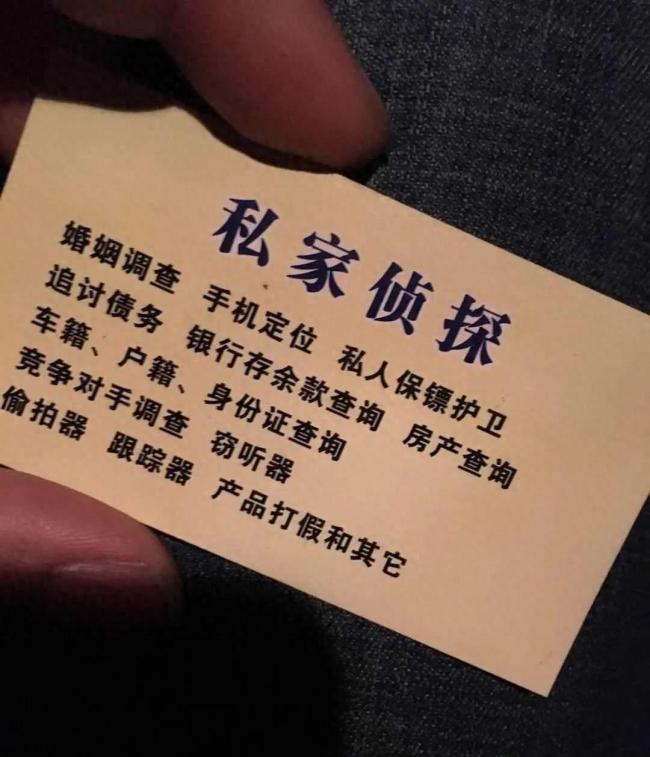 私家侦探
婚姻调查 手机定位 私人保镖护卫
追讨债务 银行存余款查询 房产查询
车籍、户籍、身份证查询
竞争对手调查 窃听器
偷拍器 跟踪器 产品打假和其它